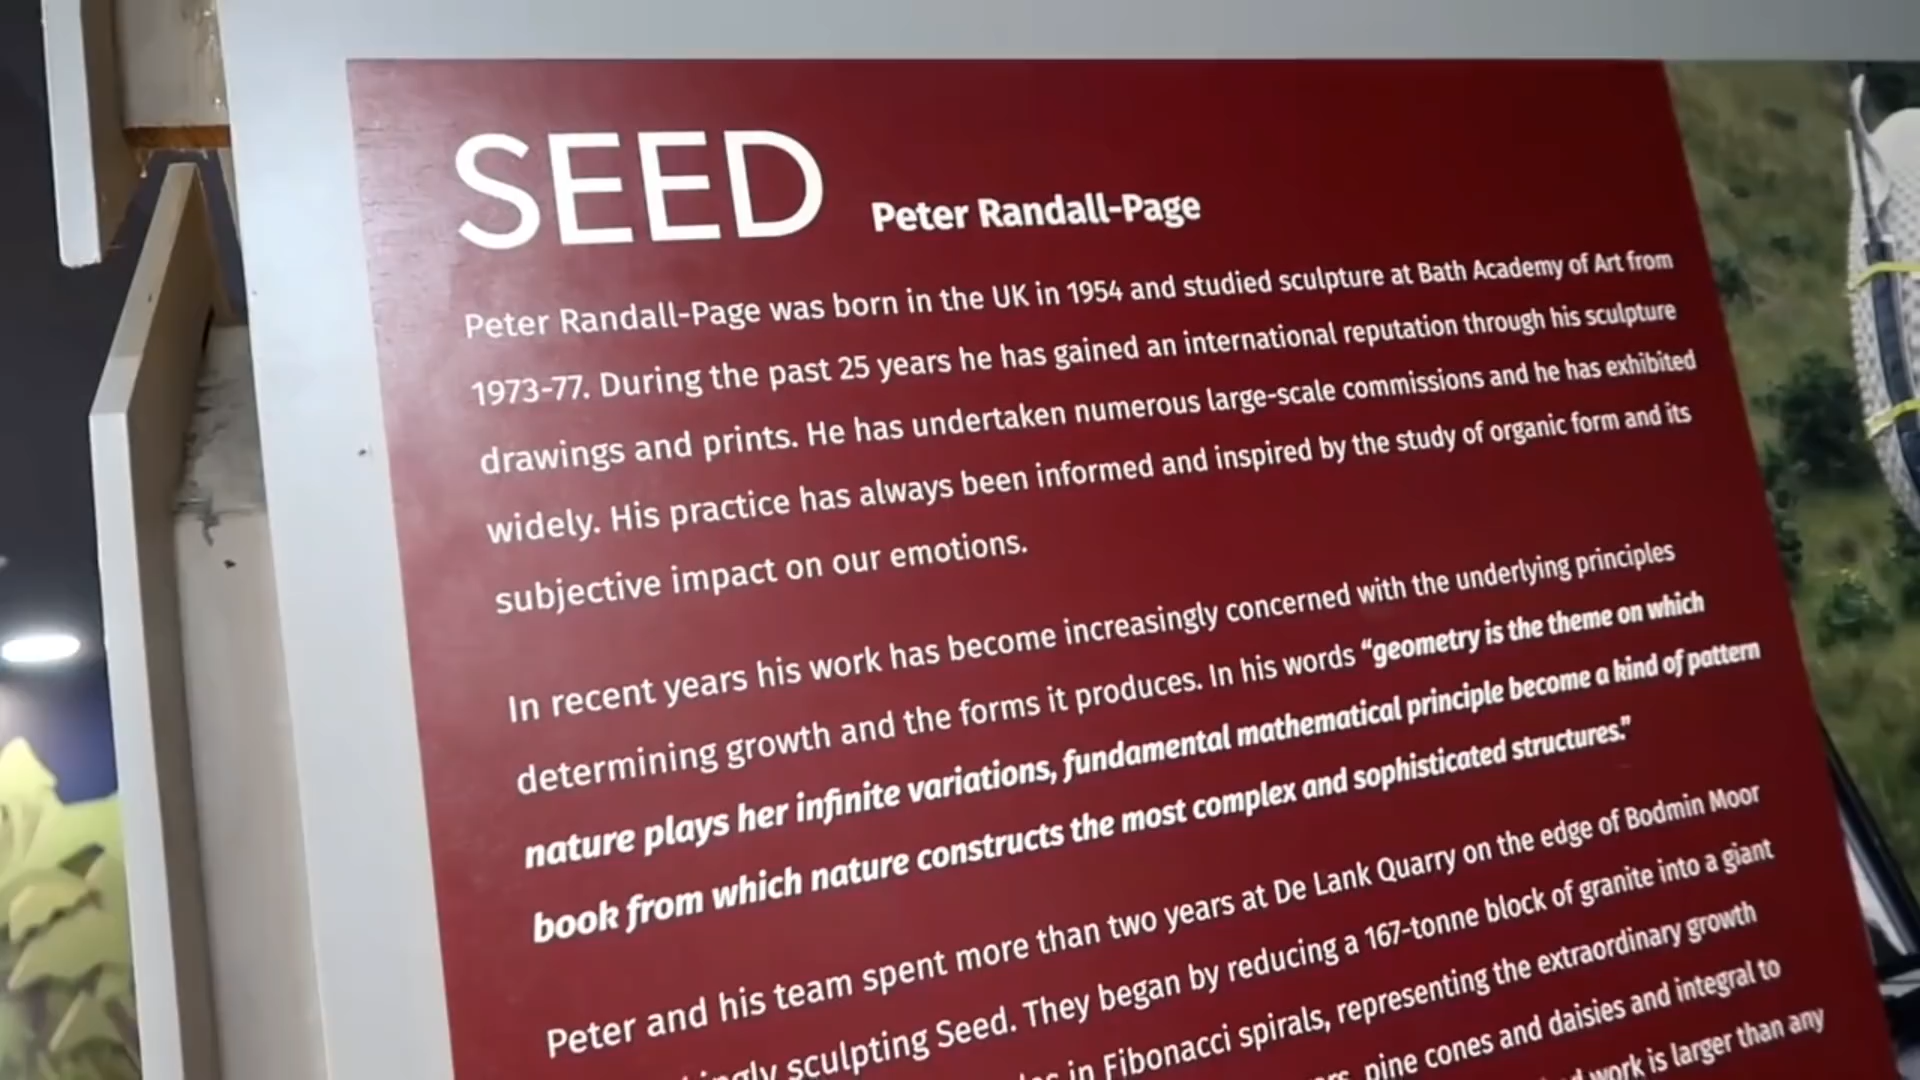 SEED Peter Randall-Page
Peter Randall-Page was born in the UK in 1954 and studied sculpture at Bath Academy of Art from
1973-77. During the past 25 years he has gained an international reputation through his sculpture
drawings and prints. He has undertaken numerous large-scale commissions and he has exhibited
widely. His practice has always been informed and inspired by the study of organic form and its
subjective impact on our emotions.
In recent years his work has become increasingly concerned with the underlying principles
determining growth and the forms it produces. In his words “geometry is the theme on which
nature plays her infinite variations, fundamental mathematical principle become a kind of pattern
book from which nature constructs the most complex and sophisticated structures.”
Peter and his team spent more than two years at De Lank Quarry on the edge of Bodmin Moor
sculpting Seed. They began by reducing a 167-tonne block of granite into a giant
in Fibonacci spirals, representing the extraordinary growth
pine cones and daisies and integral to
work is larger than any